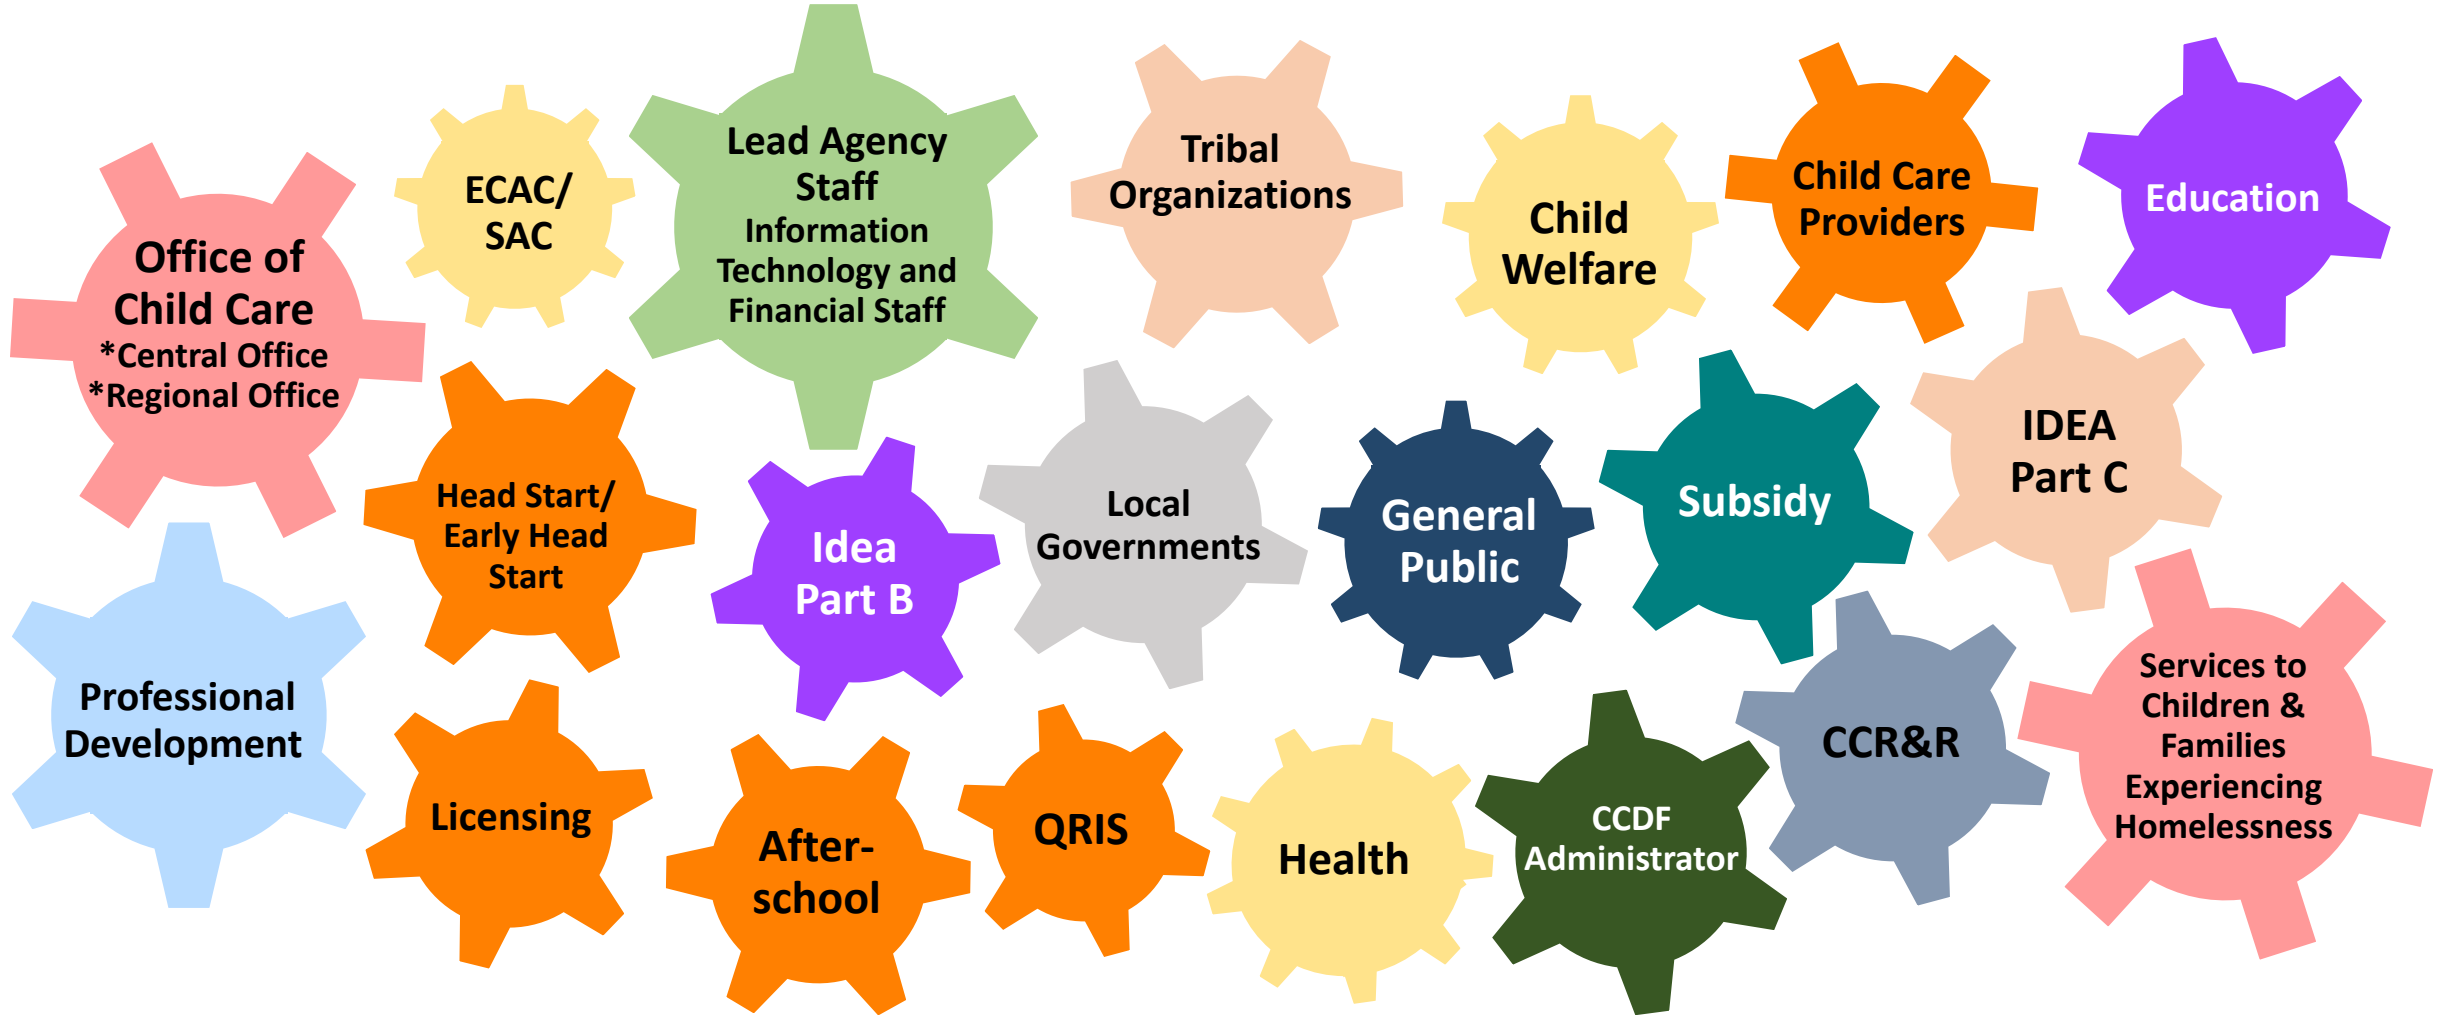 Office of
Child Care
*Central Office
*Regional Office
ECAC/
SAC
Lead Agency
Staff
Information
Technology and
Financial Staff
Tribal
Organizations
Child
Welfare
Child Care
Providers
Education
Head Start/
Early Head
Start
Idea
Part B
Local
Governments
General
Public
Subsidy
IDEA
Part C
Professional
Development
Licensing
After-
school
QRIS
Health
CCDF
Administrator
CCR&R
Services to
Children &
Families
Experiencing
Homelessness